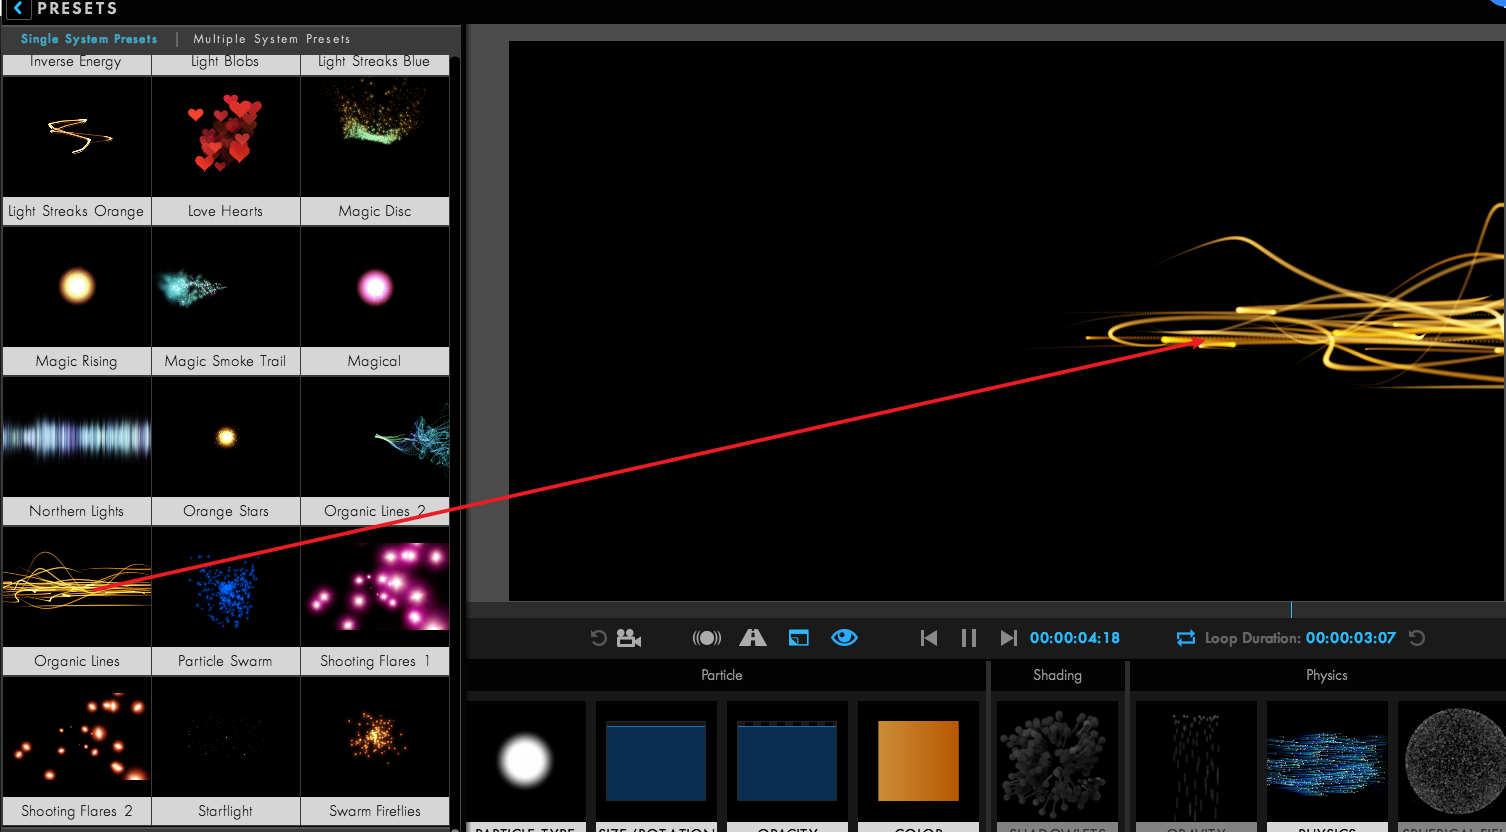 PRESETS
Single System Presets | Multiple System Presets
Inverse Energy Light Blobs Light Streaks Blue
Light Streaks Orange Love Hearts Magic Disc
Magic Rising Magic Smoke Trail Magical
Northern Lights Orange Stars Organic Lines 2
Organic Lines Particle Swarm Shooting Flares 1
Shooting Flares 2 Starflight Swarm Fireflies
00:00:04:18 Loop Duration: 00:00:03:07
Particle Shading Physics
PARTICLE TYPE SIZE/ROTATION OPACITY COLOR SHADOWLETS GRAVITY PHYSICS SPHERICAL